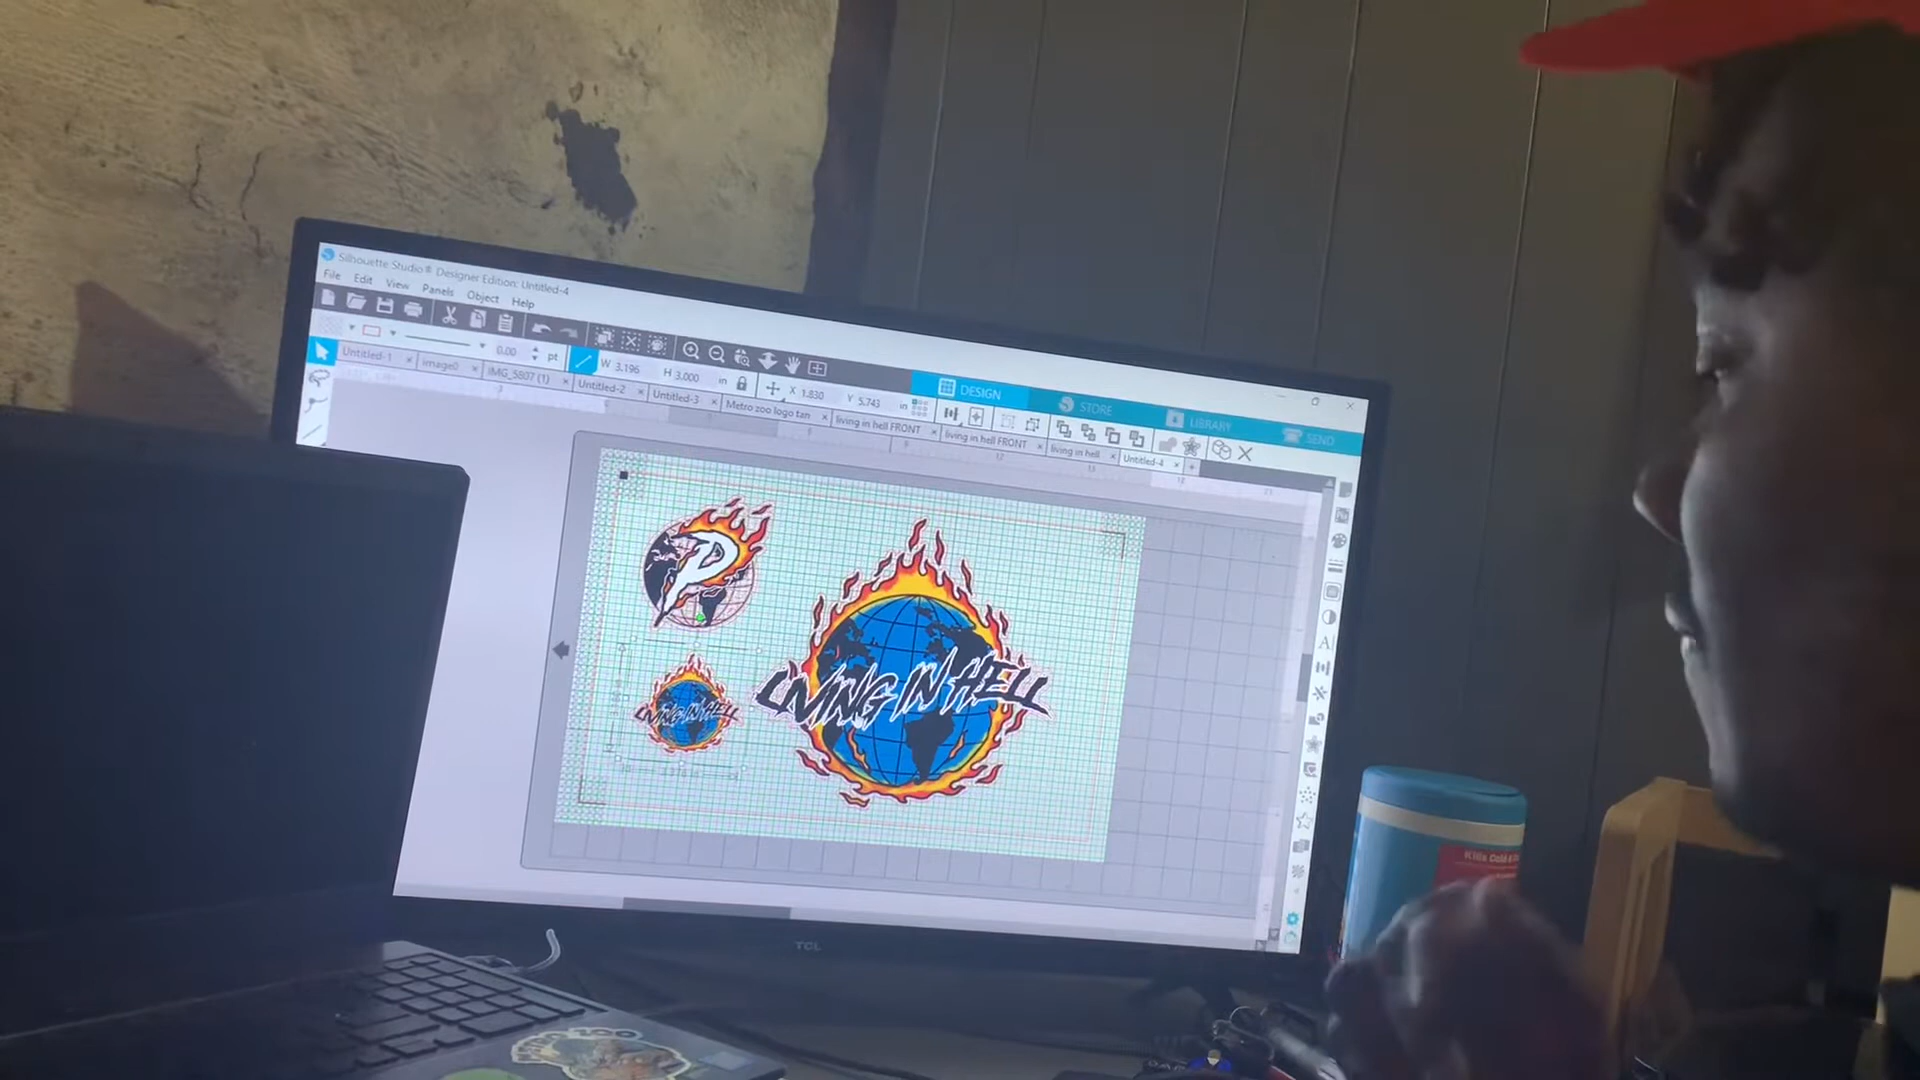 Silhouette Studio® Designer Edition: Untitled-4
File Edit View Panels Object Help
0.00 pt W 3.196 H 3.000 in X 1.830 Y 5.743 in
DESIGN STORE LIBRARY SEND
Untitled-1 image0 IMG_5807 (1) Untitled-2 Untitled-3 Metro zoo logo tan living in hell FRONT living in hell FRONT living in hell Untitled-4
P
LIVING IN HELL
LIVING IN HELL
TCL